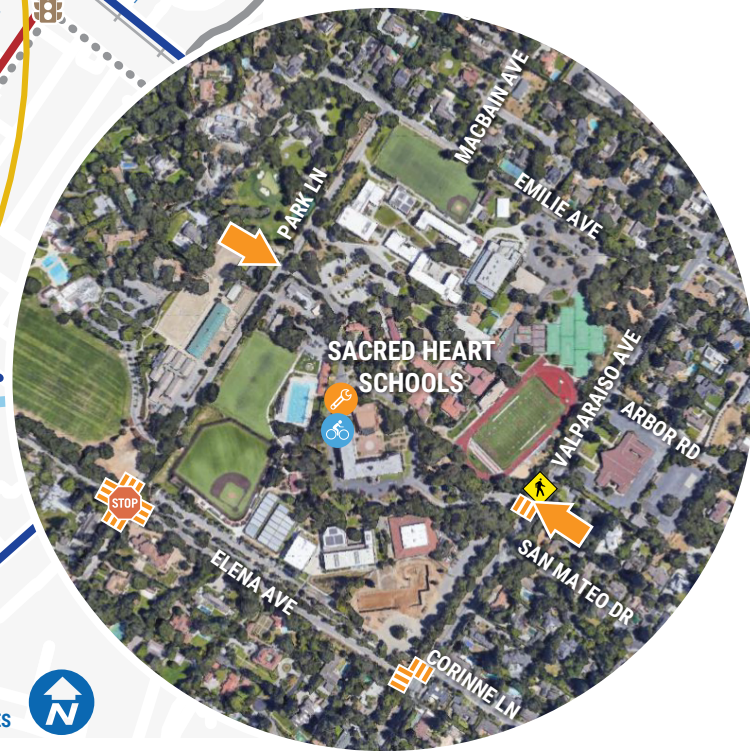 MACBAIN AVE
EMILIE AVE
PARK LN
SACRED HEART
SCHOOLS
VALPARAISO AVE
ARBOR RD
STOP
SAN MATEO DR
ELENA AVE
CORINNE LN
N